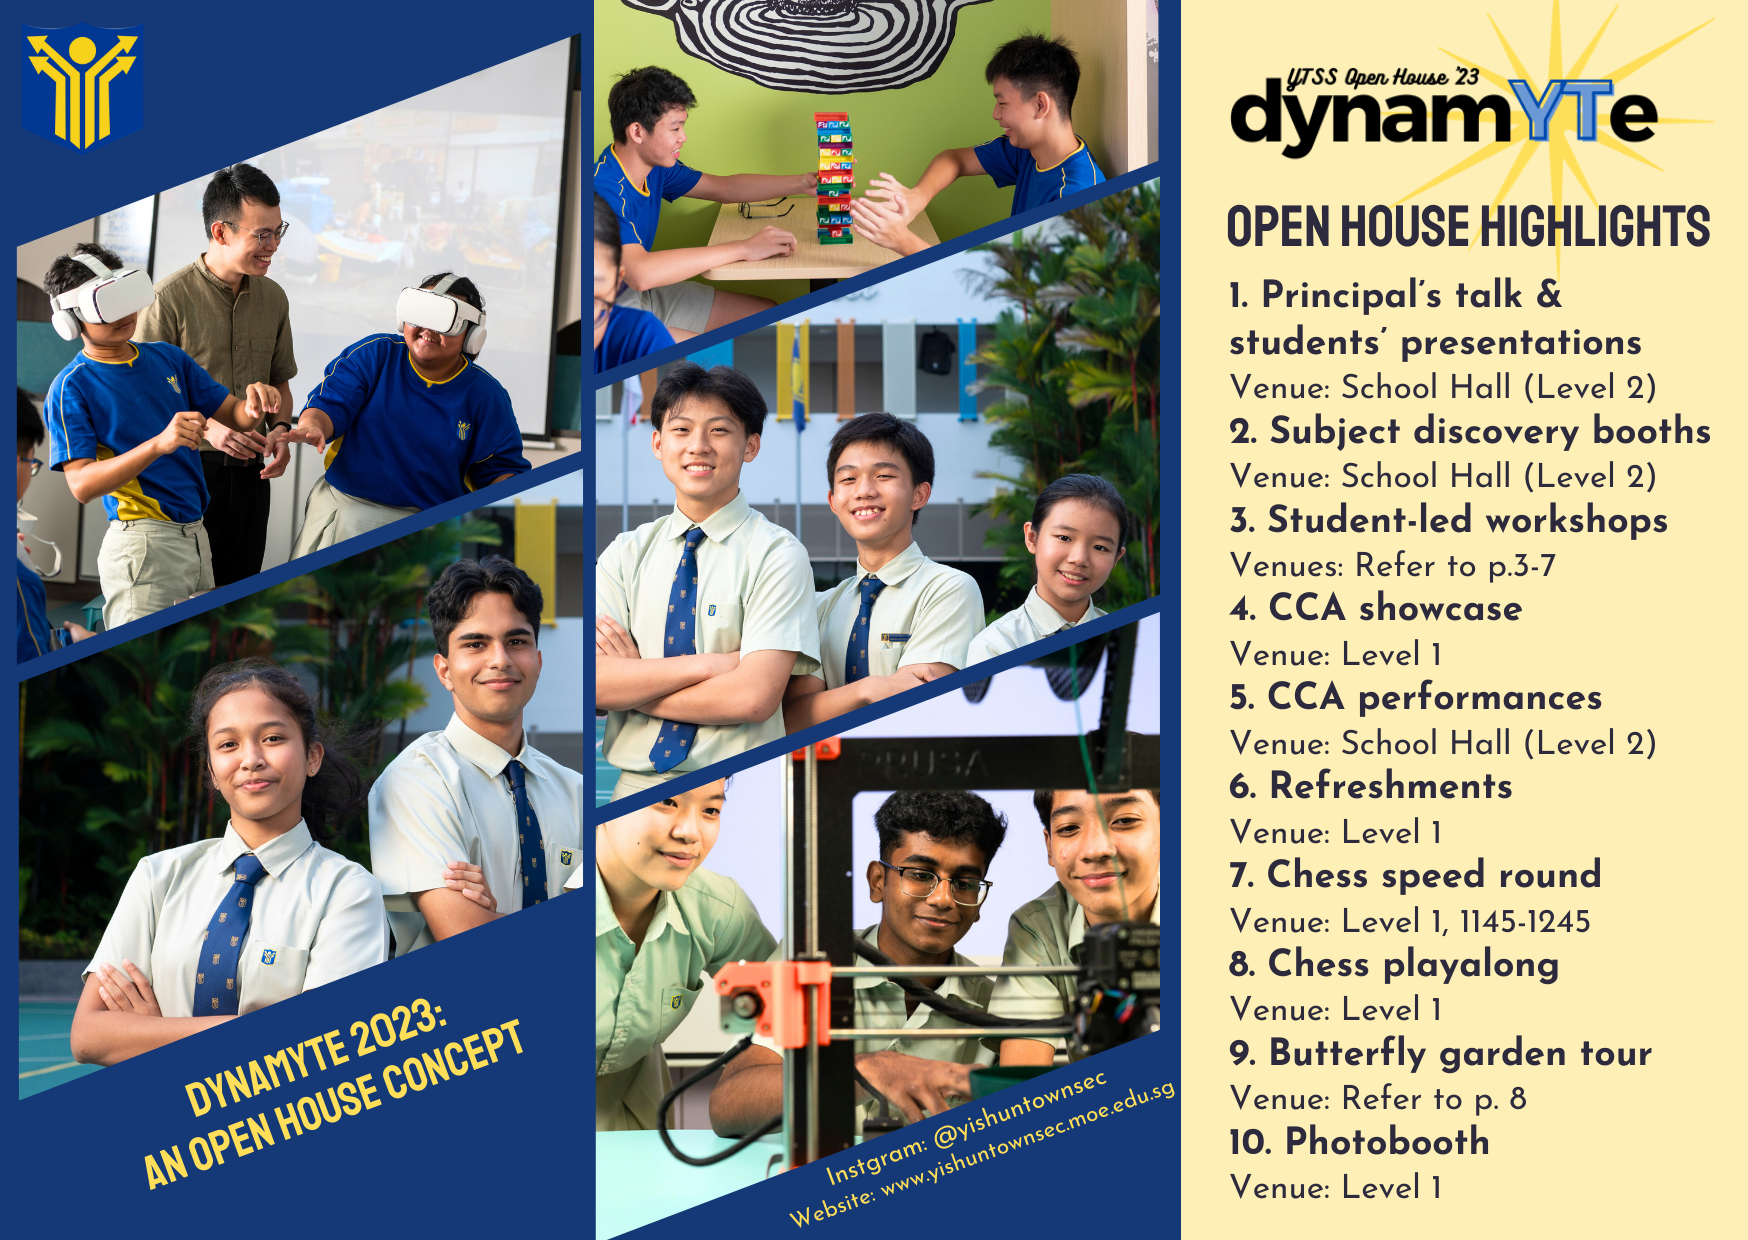 DYNAMYTE 2023:
AN OPEN HOUSE CONCEPT
PRUSA
Instgram: @yishuntownsec
Website: www.yishuntownsec.moe.edu.sg
YTSS Open House '23
dynamYTe
OPEN HOUSE HIGHLIGHTS
1. Principal's talk &
students' presentations
Venue: School Hall (Level 2)
2. Subject discovery booths
Venue: School Hall (Level 2)
3. Student-led workshops
Venues: Refer to p.3-7
4. CCA showcase
Venue: Level 1
5. CCA performances
Venue: School Hall (Level 2)
6. Refreshments
Venue: Level 1
7. Chess speed round
Venue: Level 1, 1145-1245
8. Chess playalong
Venue: Level 1
9. Butterfly garden tour
Venue: Refer to p. 8
10. Photobooth
Venue: Level 1